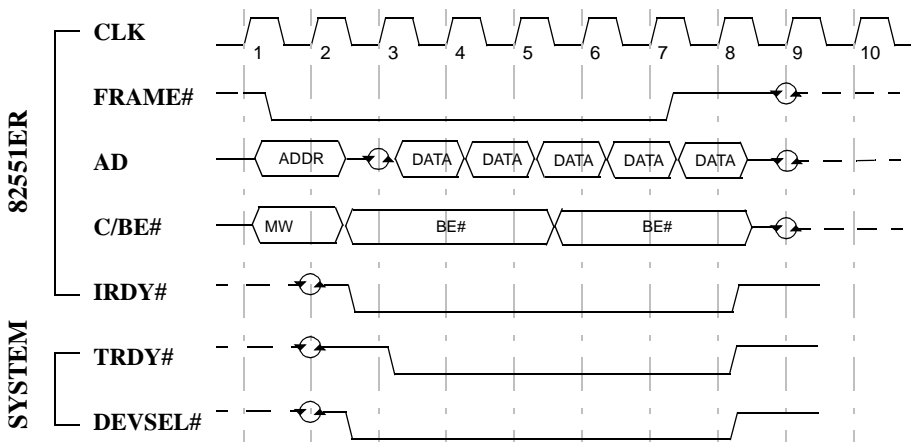 CLK
1 2 3 4 5 6 7 8 9 10
FRAME#
82551ER
AD
ADDR DATA DATA DATA DATA DATA
C/BE#
MW BE# BE#
IRDY#
SYSTEM
TRDY#
DEVSEL#